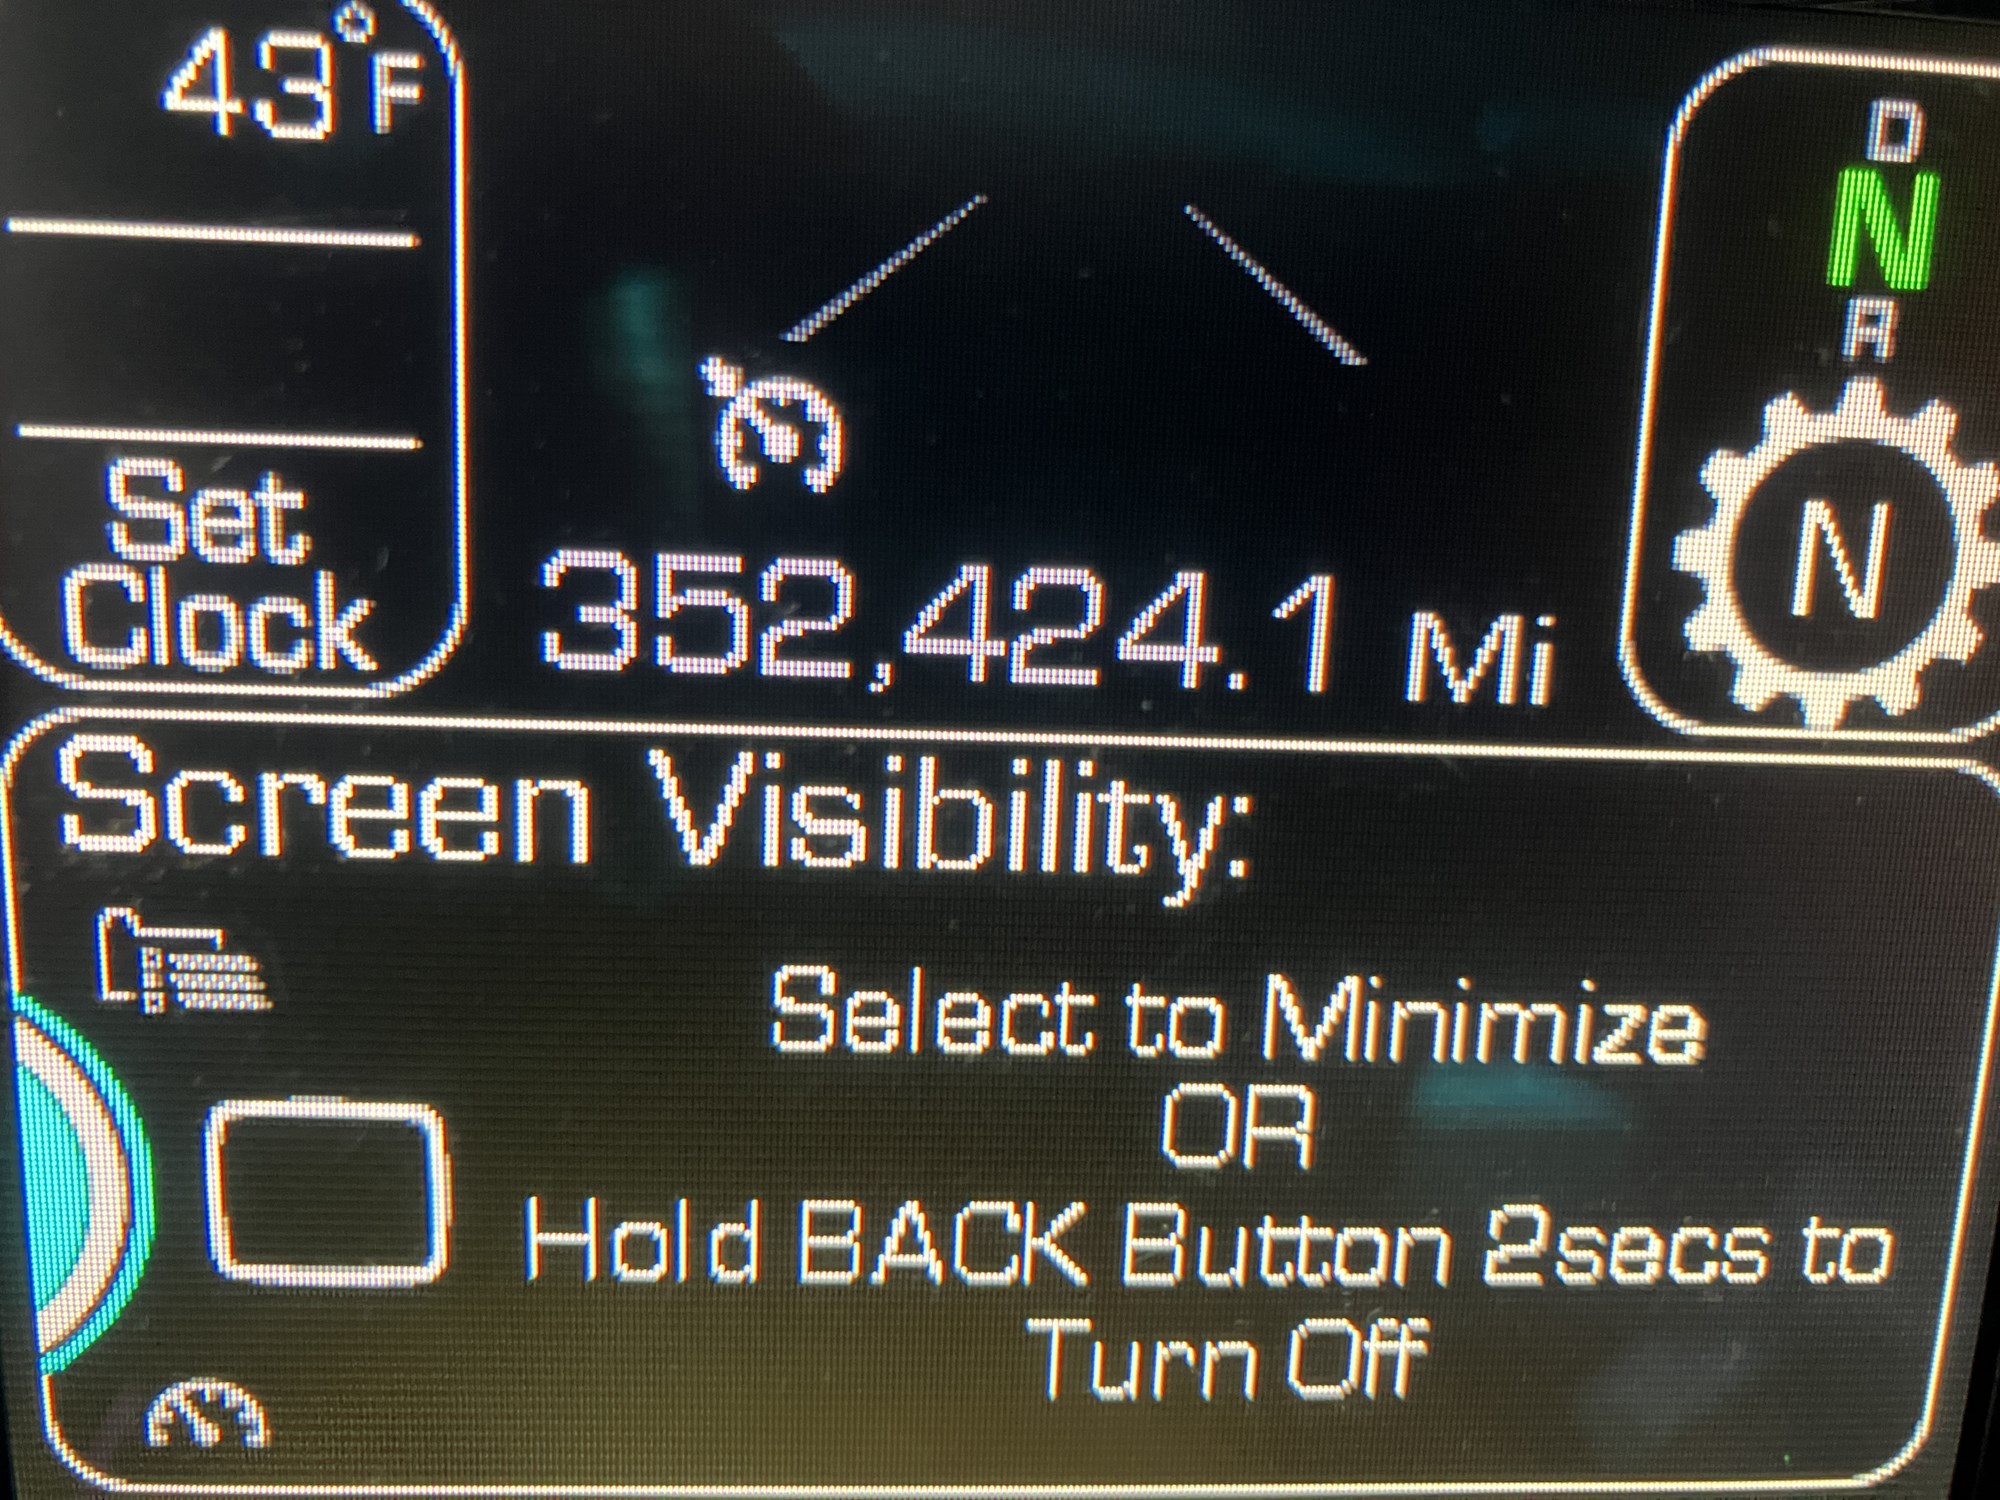 43°F
Set
Clock
352,424.1 Mi
D
N
R
N
Screen Visibility:
Select to Minimize
OR
Hold BACK Button 2secs to
Turn Off